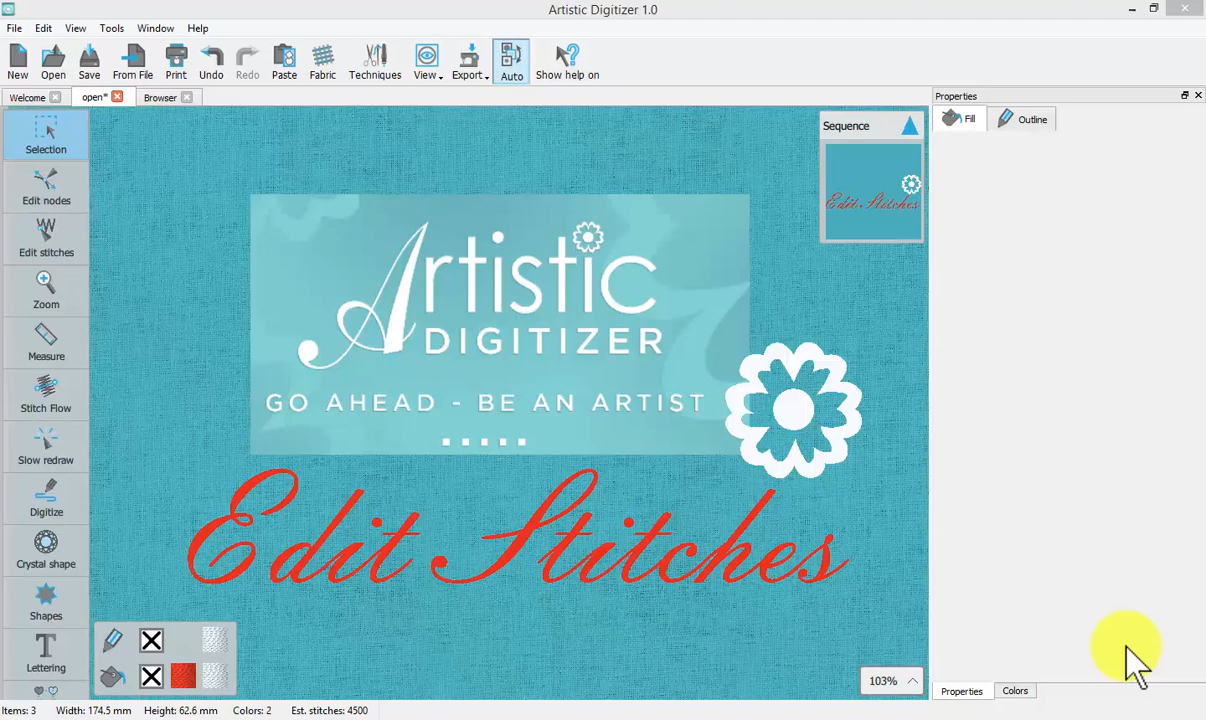 Artistic Digitizer 1.0
File Edit View Tools Window Help
New Open Save From File Print Undo Redo Paste Fabric Techniques View Export Auto Show help on
Welcome open* Browser
Properties
Fill Outline
Selection
Edit nodes
Edit stitches
Zoom
Measure
Stitch Flow
Slow redraw
Digitize
Crystal shape
Shapes
Lettering
Sequence
Edit Stitches
Artistic
DIGITIZER
GO AHEAD - BE AN ARTIST
Edit Stitches
103%
Properties Colors
Items: 3 Width: 174.5 mm Height: 62.6 mm Colors: 2 Est. stitches: 4500